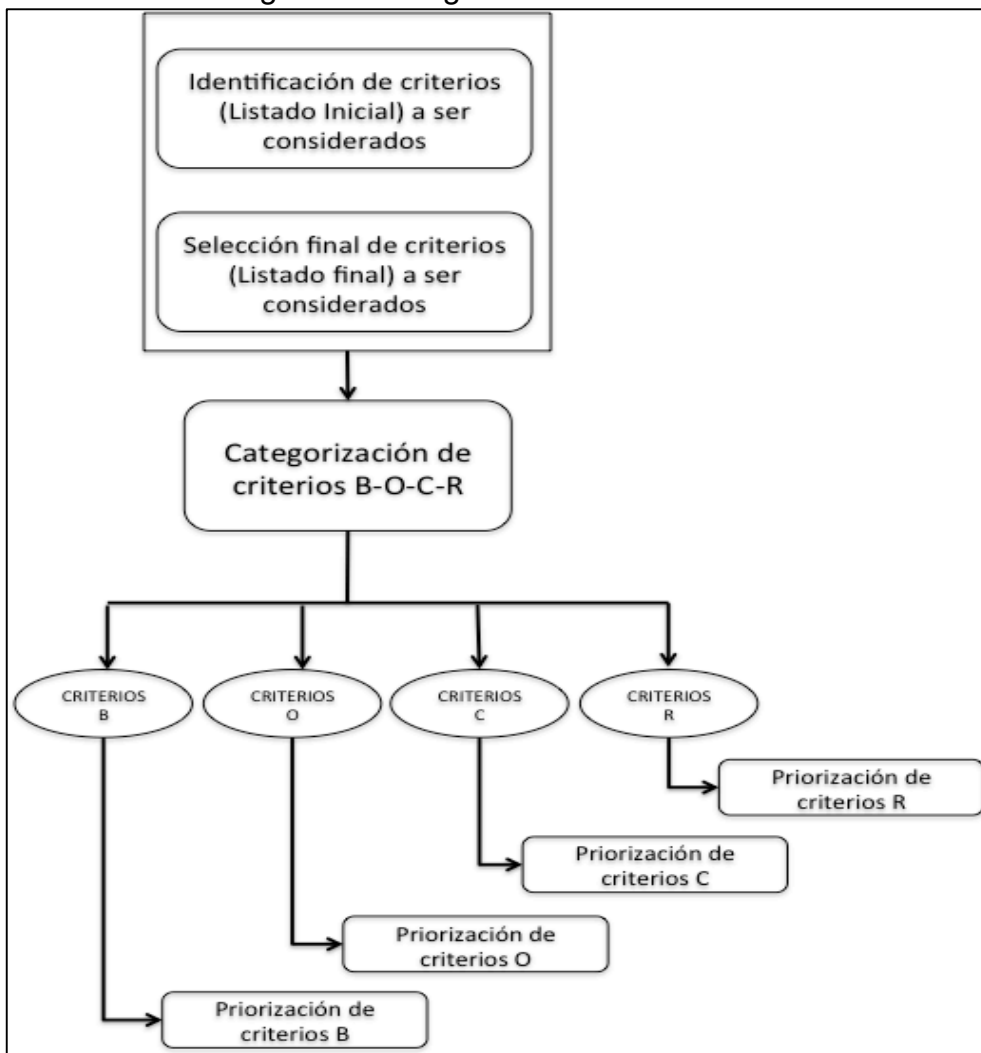 Identificación de criterios
(Listado Inicial) a ser
considerados
Selección final de criterios
(Listado final) a ser
considerados
Categorización de
criterios B-O-C-R
CRITERIOS
B
CRITERIOS
O
CRITERIOS
C
CRITERIOS
R
Priorización de
criterios R
Priorización de
criterios C
Priorización de
criterios O
Priorización de
criterios B